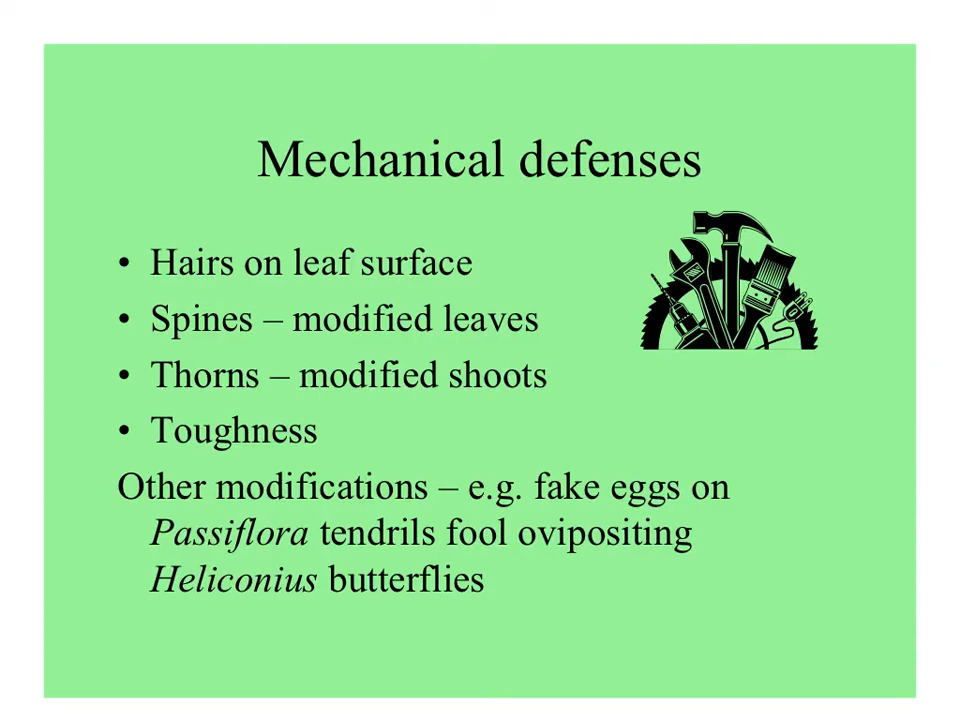 Mechanical defenses
• Hairs on leaf surface
• Spines – modified leaves
• Thorns – modified shoots
• Toughness
Other modifications – e.g. fake eggs on
Passiflora tendrils fool ovipositing
Heliconius butterflies